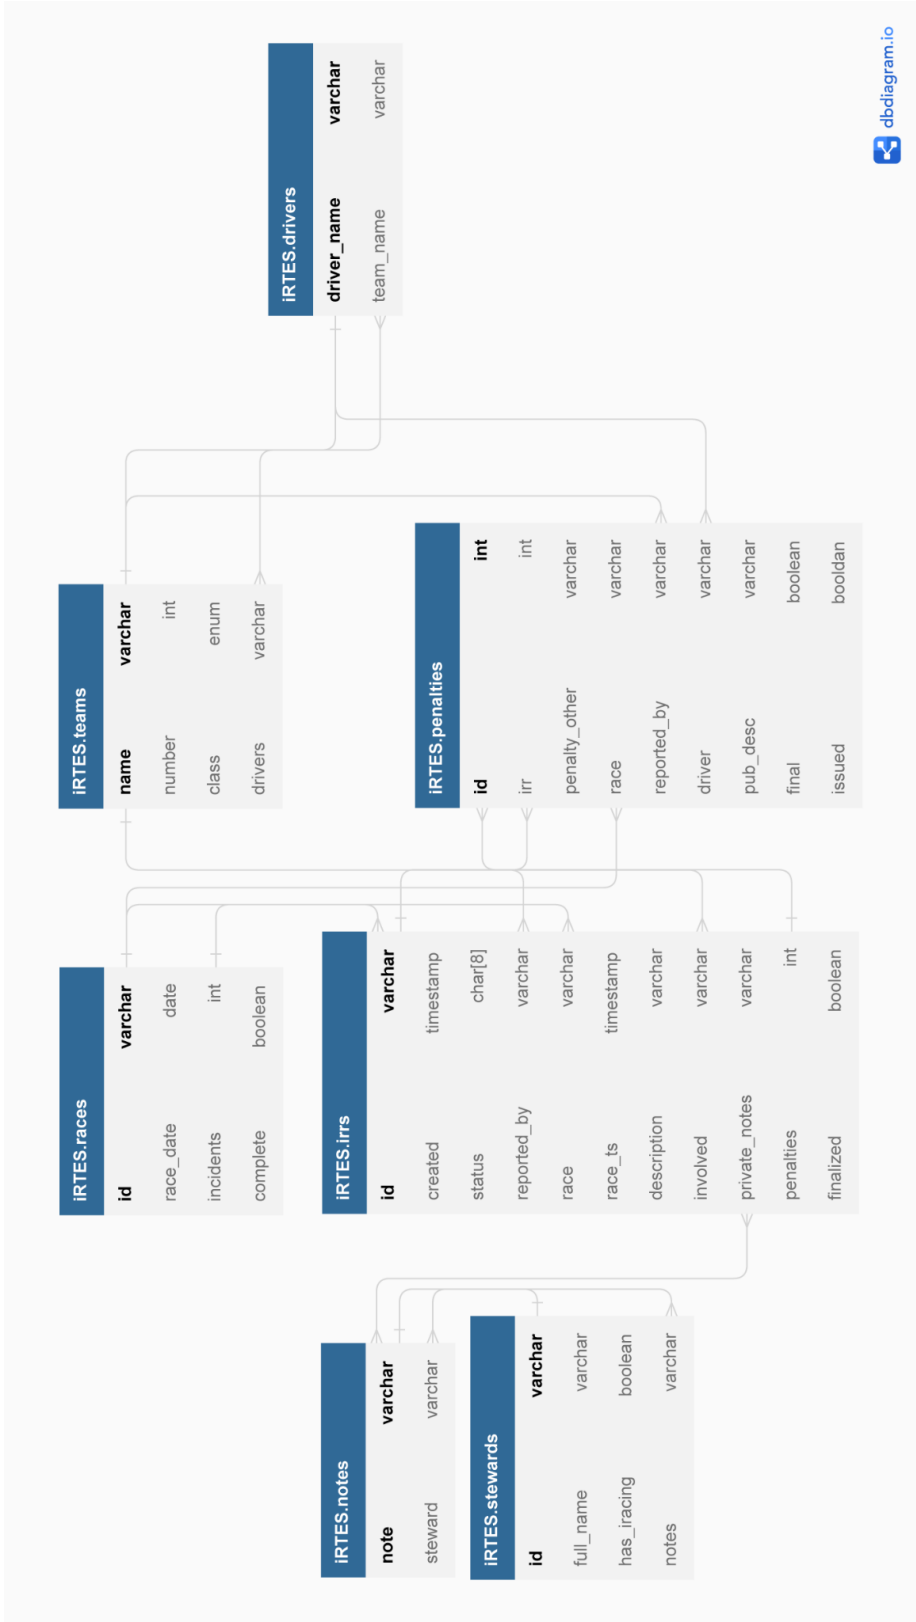 iRTES.notes
note varchar
steward varchar
iRTES.stewards
id varchar
full_name varchar
has_iracing boolean
notes varchar
iRTES.races
id varchar
race_date date
incidents int
complete boolean
iRTES.irrs
id varchar
created timestamp
status char[8]
reported_by varchar
race varchar
race_ts timestamp
description varchar
involved varchar
private_notes varchar
penalties int
finalized boolean
iRTES.teams
name varchar
number int
class enum
drivers varchar
iRTES.penalties
id int
irr int
penalty_other varchar
race varchar
reported_by varchar
driver varchar
pub_desc varchar
final boolean
issued booldan
iRTES.drivers
driver_name varchar
team_name varchar
dbdiagram.io